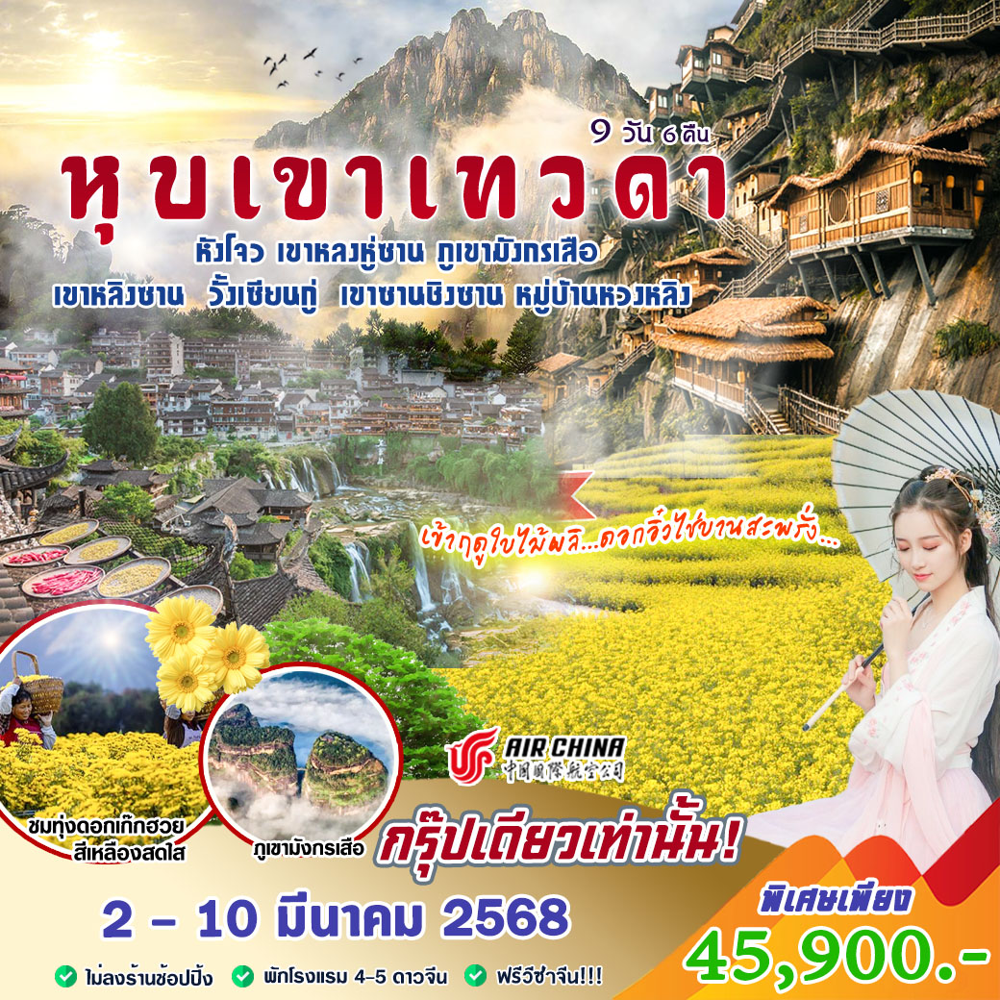 9 วัน 6 คืน
หุบเขาเทวดา
หังโจว เขาหลงหู่ซาน ภูเขามังกรเสือ
เขาหลิงซาน วั้งเซียนกู่ เขาซานชิงซาน หมู่บ้านหวงหลิง
เข้าฤดูใบไม้ผลิ...ดอกอิ๋วไช่บานสะพรั่ง...
AIR CHINA
中国国際航空公司
ชมทุ่งดอกเก๊กฮวย
สีเหลืองสดใส
ภูเขามังกรเสือ
กรุ๊ปเดียวเท่านั้น!
2 – 10 มีนาคม 2568
พิเศษเพียง
45,900.-
ไม่ลงร้านช้อปปิ้ง
พักโรงแรม 4-5 ดาวจีน
ฟรีวีซ่าจีน!!!